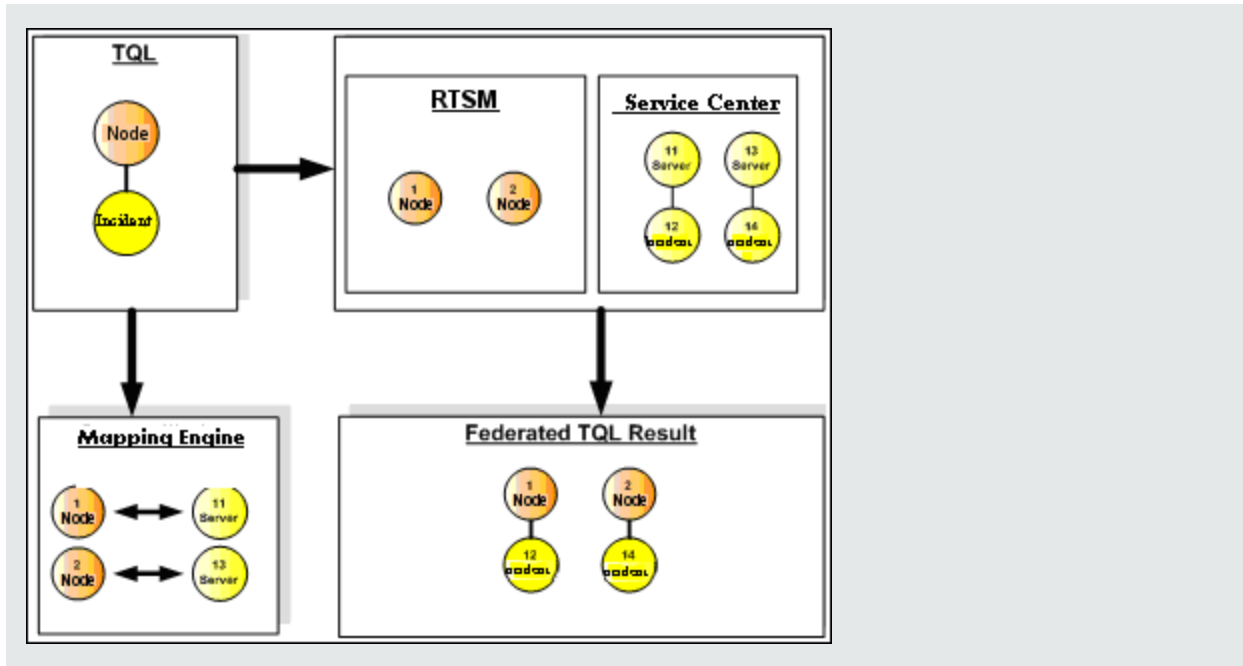 TQL
Node
Incident
RTSM
1
Node
2
Node
Service Center
11
Server
13
Server
12
14
Mapping Engine
1
Node
11
Server
2
Node
13
Server
Federated TQL Result
1
Node
2
Node
12
14